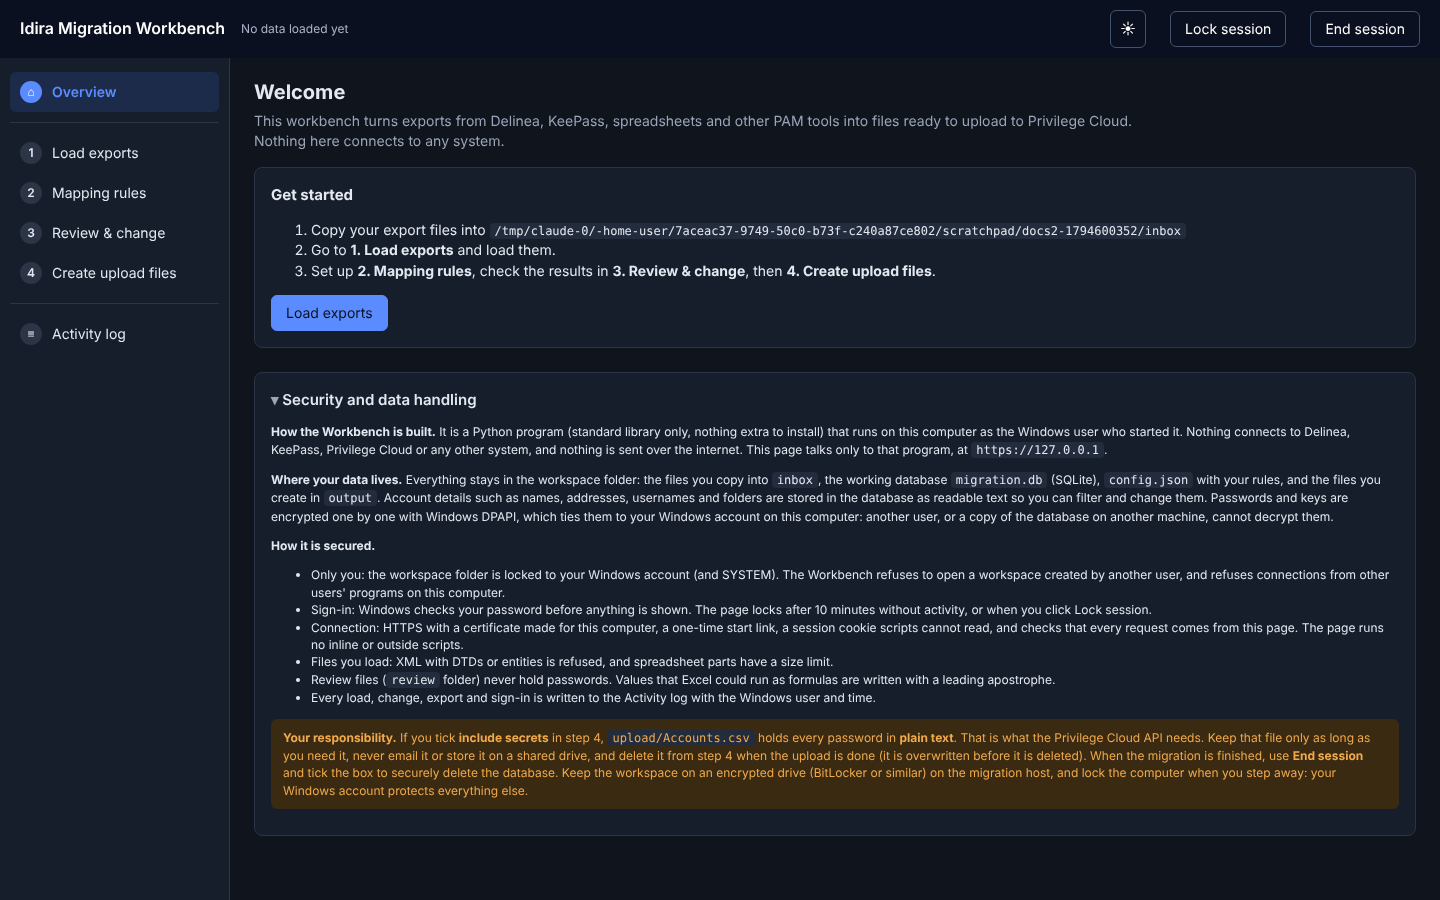 Idira Migration Workbench
No data loaded yet
☀
Lock session
End session
⌂ Overview
1 Load exports
2 Mapping rules
3 Review & change
4 Create upload files
≡ Activity log
Welcome
This workbench turns exports from Delinea, KeePass, spreadsheets and other PAM tools into files ready to upload to Privilege Cloud.
Nothing here connects to any system.
Get started
1. Copy your export files into /tmp/claude-0/-home-user/7aceac37-9749-50c0-b73f-c240a87ce802/scratchpad/docs2-1794600352/inbox
2. Go to 1. Load exports and load them.
3. Set up 2. Mapping rules, check the results in 3. Review & change, then 4. Create upload files.
Load exports
▾ Security and data handling
How the Workbench is built. It is a Python program (standard library only, nothing extra to install) that runs on this computer as the Windows user who started it. Nothing connects to Delinea,
KeePass, Privilege Cloud or any other system, and nothing is sent over the internet. This page talks only to that program, at https://127.0.0.1 .
Where your data lives. Everything stays in the workspace folder: the files you copy into inbox , the working database migration.db (SQLite), config.json with your rules, and the files you
create in output . Account details such as names, addresses, usernames and folders are stored in the database as readable text so you can filter and change them. Passwords and keys are
encrypted one by one with Windows DPAPI, which ties them to your Windows account on this computer: another user, or a copy of the database on another machine, cannot decrypt them.
How it is secured.
• Only you: the workspace folder is locked to your Windows account (and SYSTEM). The Workbench refuses to open a workspace created by another user, and refuses connections from other
users' programs on this computer.
• Sign-in: Windows checks your password before anything is shown. The page locks after 10 minutes without activity, or when you click Lock session.
• Connection: HTTPS with a certificate made for this computer, a one-time start link, a session cookie scripts cannot read, and checks that every request comes from this page. The page runs
no inline or outside scripts.
• Files you load: XML with DTDs or entities is refused, and spreadsheet parts have a size limit.
• Review files ( review folder) never hold passwords. Values that Excel could run as formulas are written with a leading apostrophe.
• Every load, change, export and sign-in is written to the Activity log with the Windows user and time.
Your responsibility. If you tick include secrets in step 4, upload/Accounts.csv holds every password in plain text. That is what the Privilege Cloud API needs. Keep that file only as long as
you need it, never email it or store it on a shared drive, and delete it from step 4 when the upload is done (it is overwritten before it is deleted). When the migration is finished, use End session
and tick the box to securely delete the database. Keep the workspace on an encrypted drive (BitLocker or similar) on the migration host, and lock the computer when you step away: your
Windows account protects everything else.